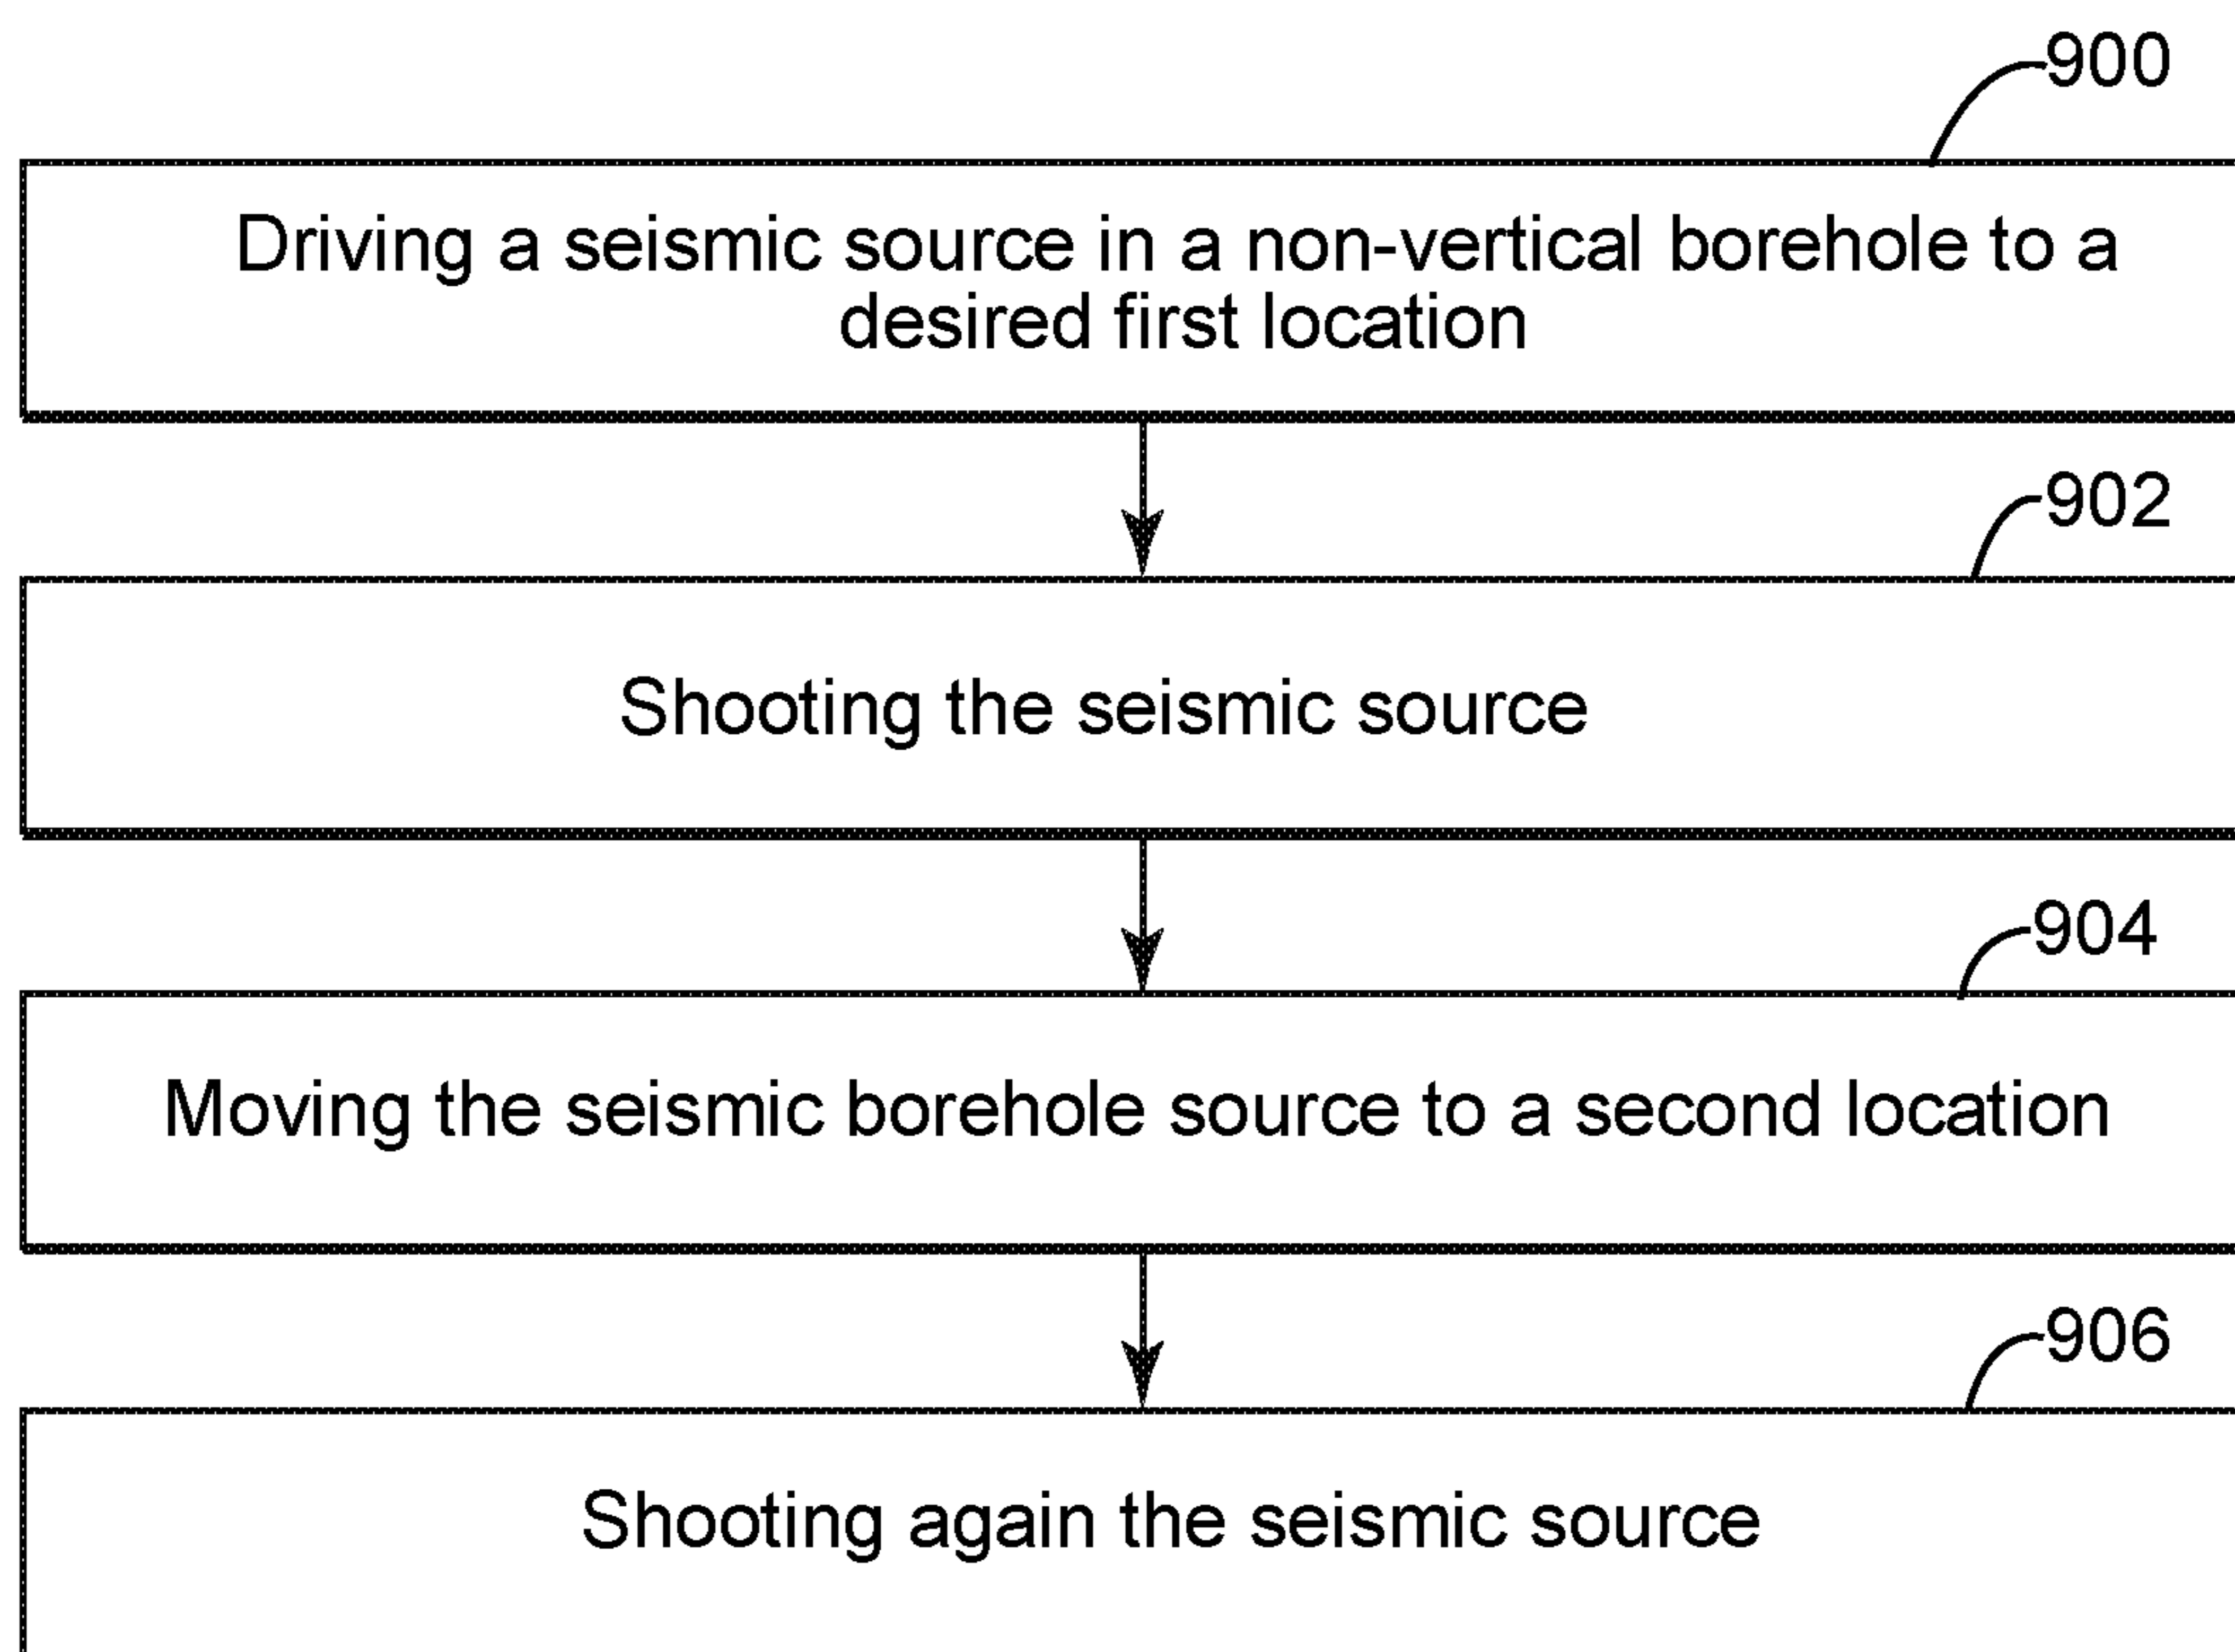 900
Driving a seismic source in a non-vertical borehole to a
desired first location
902
Shooting the seismic source
904
Moving the seismic borehole source to a second location
906
Shooting again the seismic source